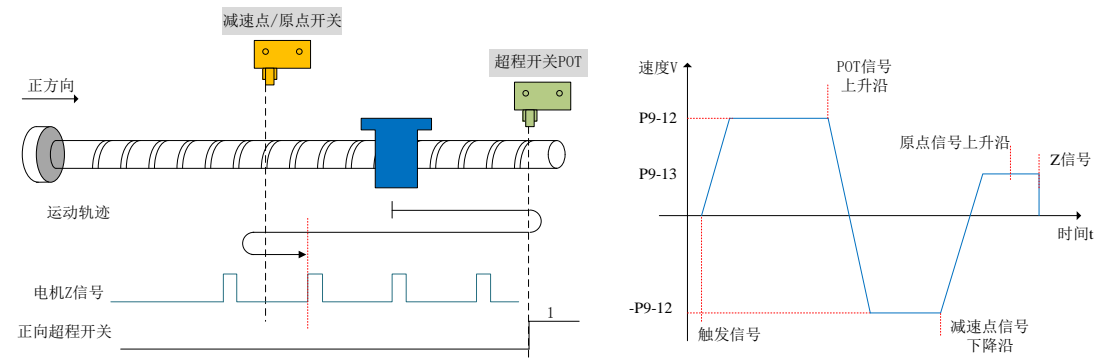 减速点/原点开关
超程开关POT
正方向
运动轨迹
电机Z信号
正向超程开关
1
速度V
POT信号
上升沿
P9-12
原点信号上升沿
Z信号
P9-13
时间t
-P9-12
触发信号
减速点信号
下降沿